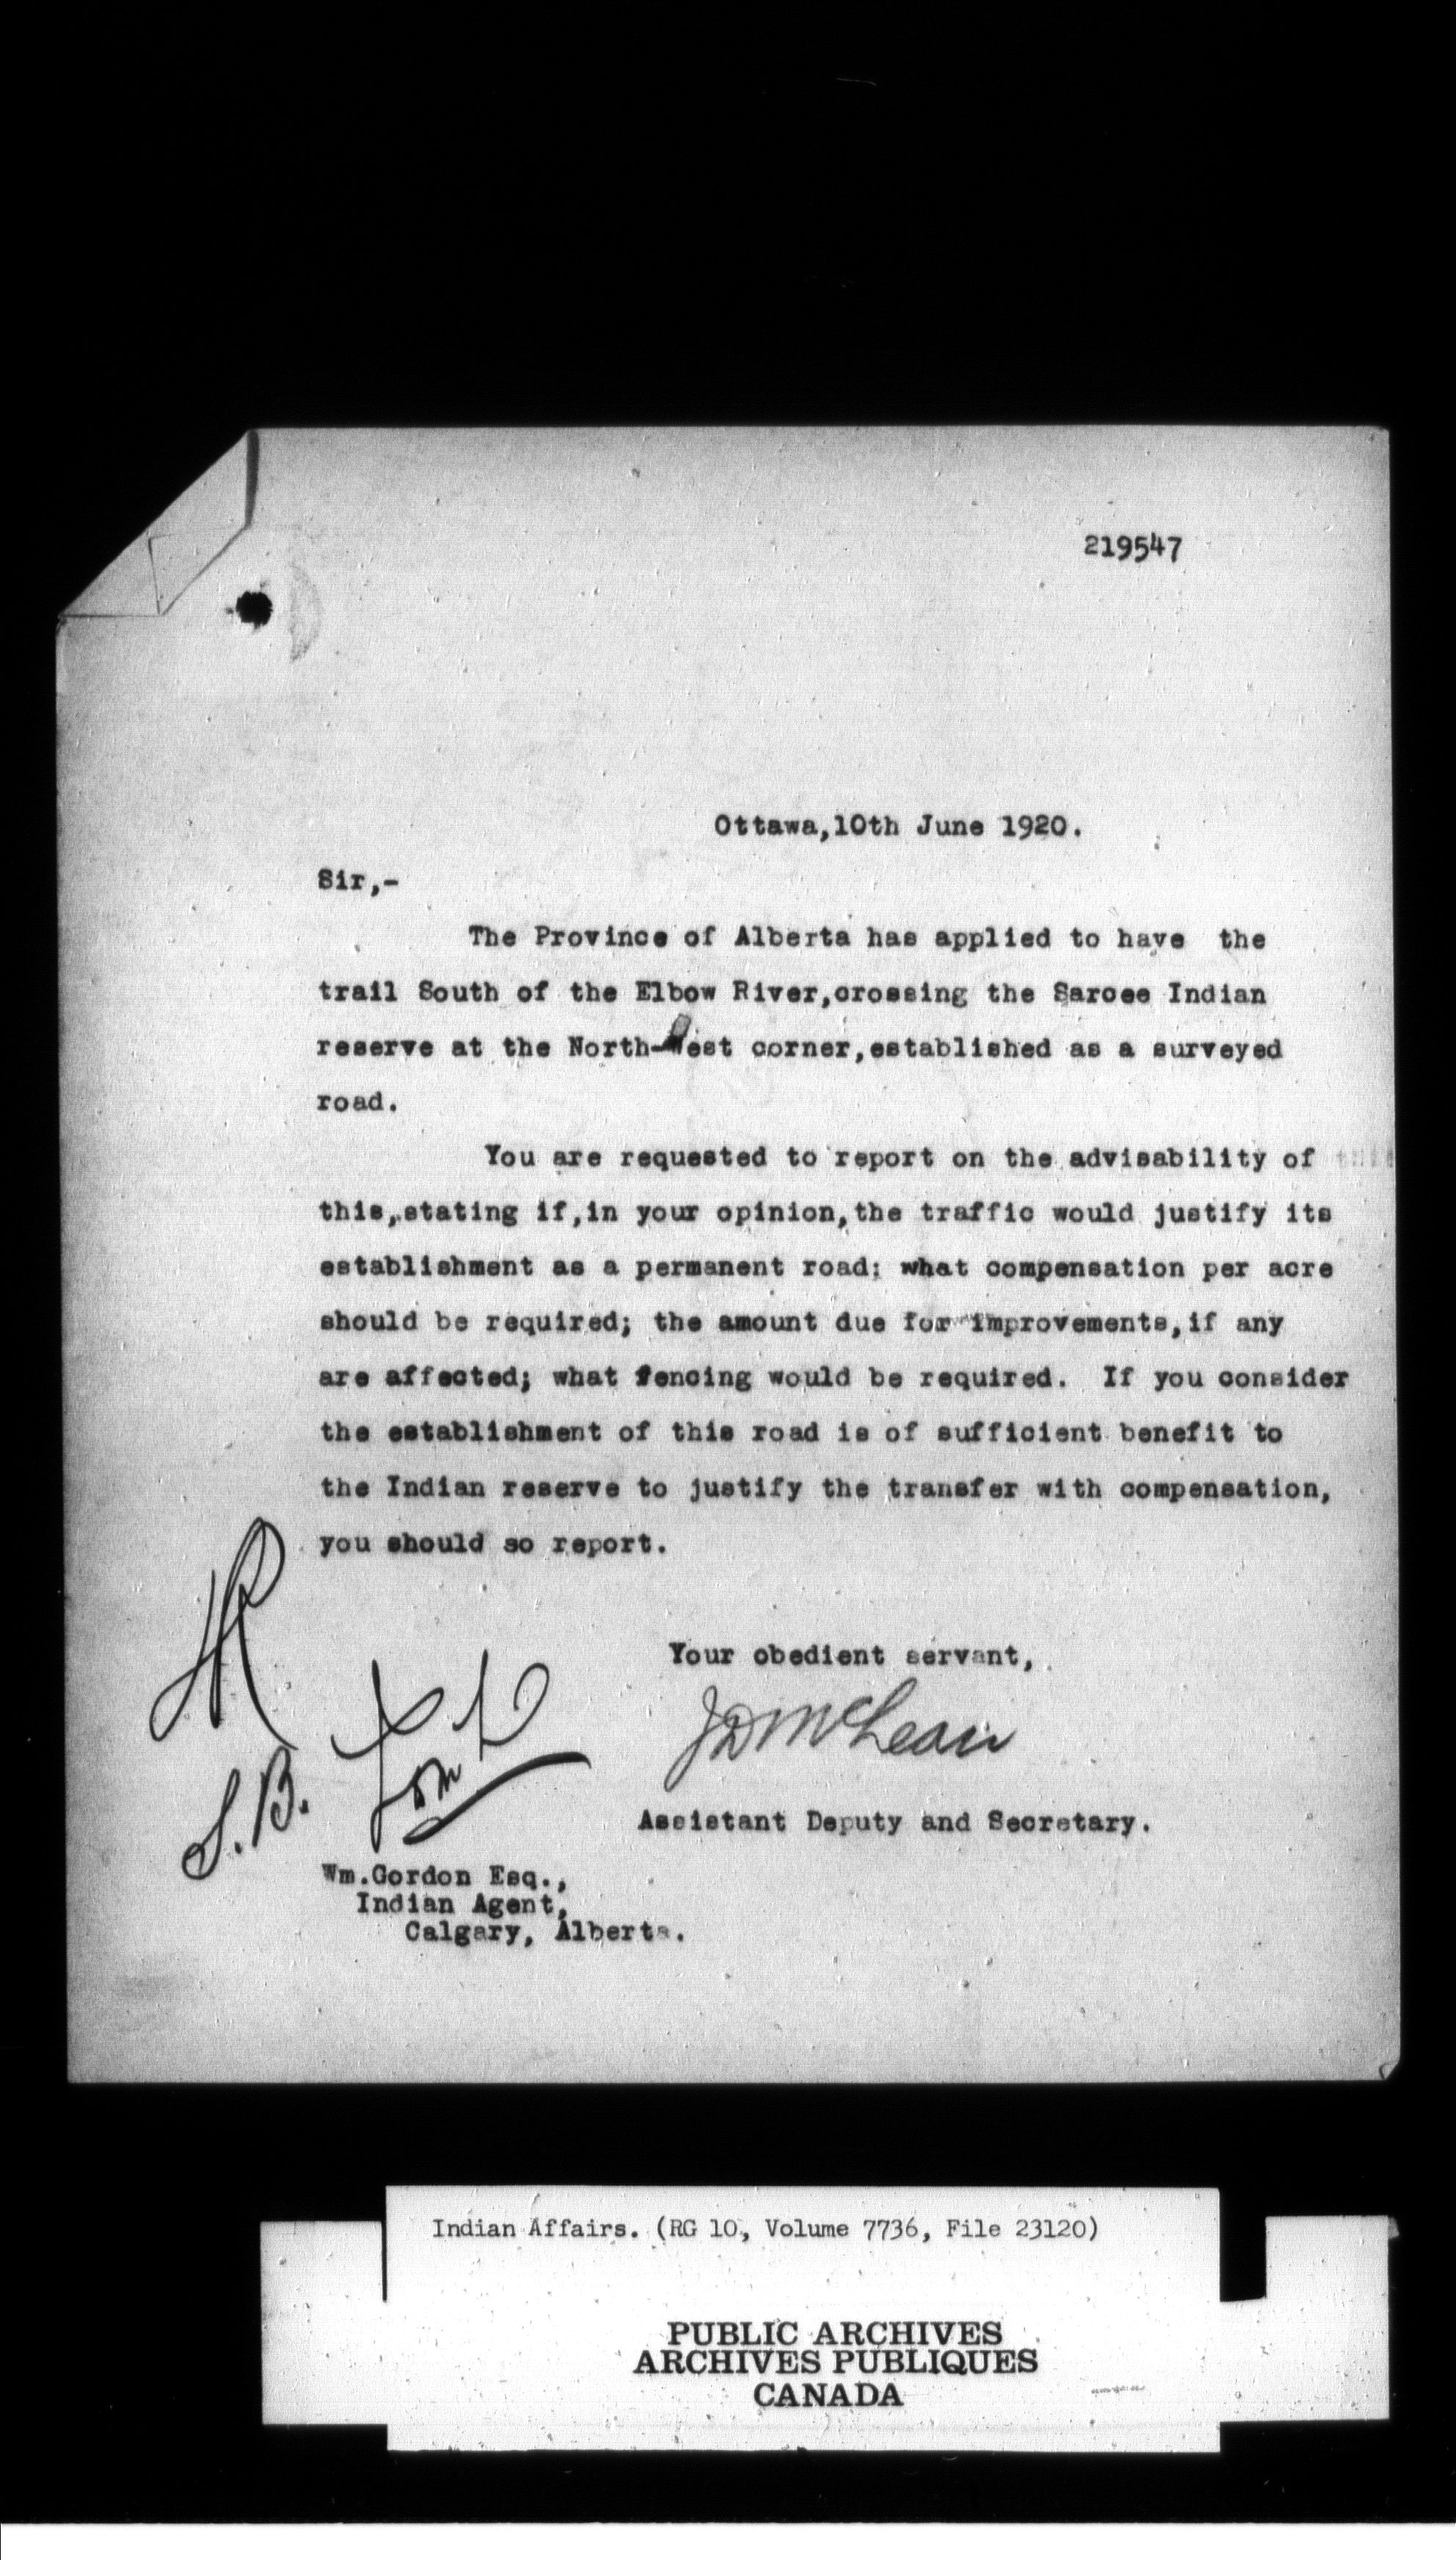 219547
Ottawa,10th June 1920.
Sir,-
The Province of Alberta has applied to have the
trail South of the Elbow River,crossing the Sarcee Indian
reserve at the North-West corner,established as a surveyed
road.
You are requested to report on the advisability of
this,stating if,in your opinion,the traffic would justify its
establishment as a permanent road; what compensation per acre
should be required; the amount due for improvements,if any
are affected; what fencing would be required. If you consider
the establishment of this road is of sufficient benefit to
the Indian reserve to justify the transfer with compensation,
you should so report.
Your obedient servant,
JDMcLean
Assistant Deputy and Secretary.
S.B.
Wm.Gordon Esq.,
Indian Agent,
Calgary, Alberta.
Indian Affairs. (RG 10, Volume 7736, File 23120)
PUBLIC ARCHIVES
ARCHIVES PUBLIQUES
CANADA